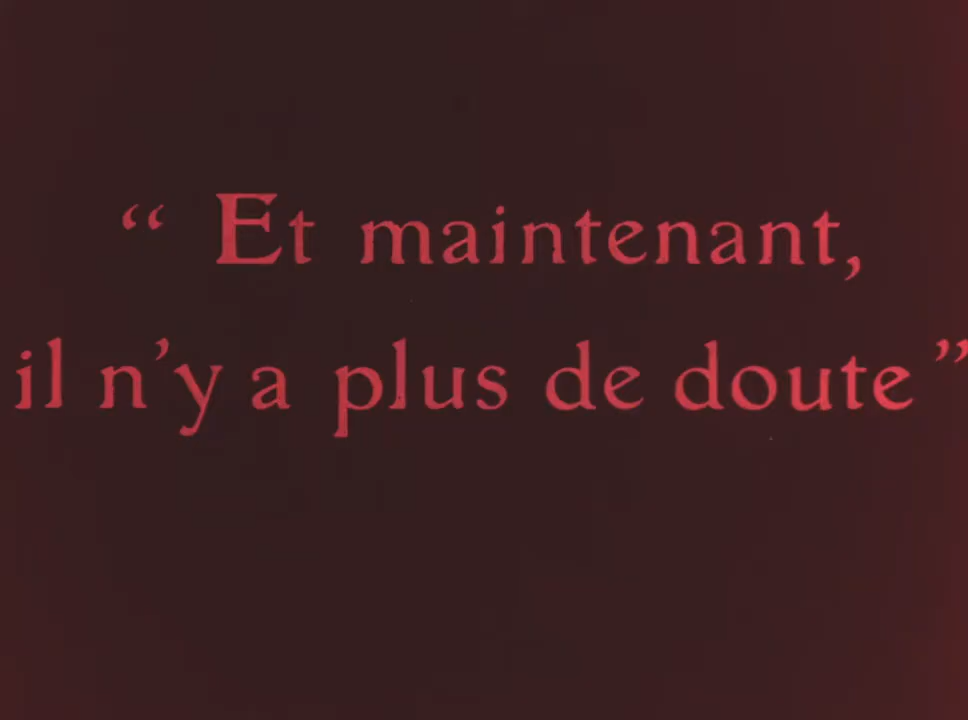 “ Et maintenant,
il n’y a plus de doute ”